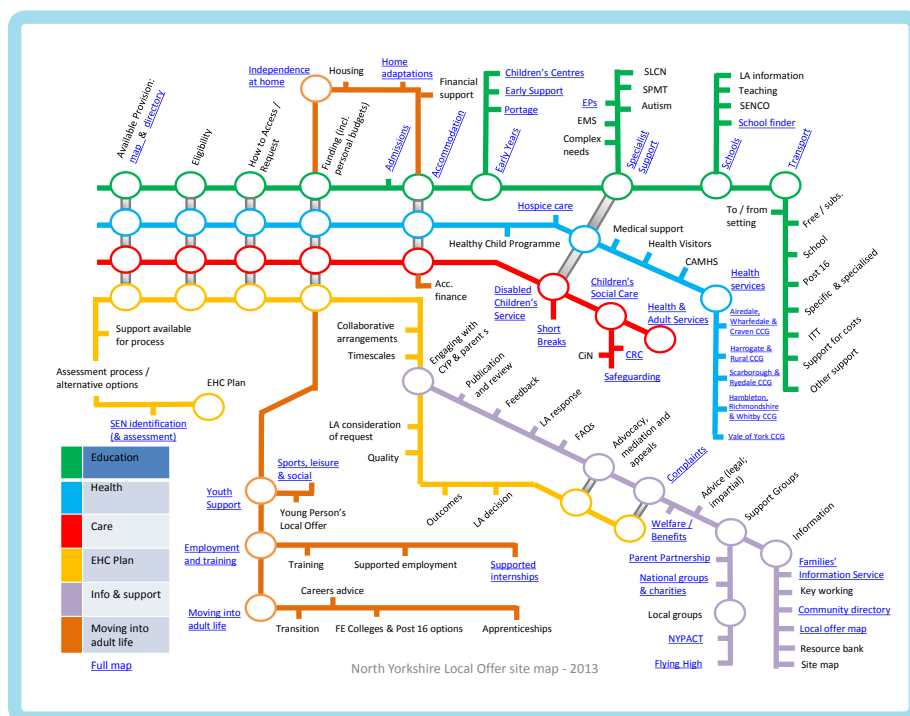 Available Provision:
map & directory
Eligibility
How to Access /
Request
Funding (incl.
personal budgets)
Independence
at home
Housing
Home
adaptations
Financial
support
Admissions
Accommodation
Children's Centres
Early Support
Portage
Early Years
SLCN
SPMT
EPs
Autism
EMS
Complex
needs
Specialist
Support
LA information
Teaching
SENCO
School finder
Schools
Transport
To / from
setting
Free / subs.
School
Post 16
Specific & specialised
ITT
Support for costs
Other support
Hospice care
Healthy Child Programme
Medical support
Health Visitors
CAMHS
Health
services
Airedale,
Wharfedale &
Craven CCG
Harrogate &
Rural CCG
Scarborough &
Ryedale CCG
Hambleton,
Richmondshire
& Whitby CCG
Vale of York CCG
Acc.
finance
Disabled
Children's
Service
Children's
Social Care
Health &
Adult Services
Short
Breaks
CiN
CRC
Safeguarding
Support available
for process
Assessment process /
alternative options
EHC Plan
SEN identification
(& assessment)
Collaborative
arrangements
Timescales
Engaging with
CYP & parent s
Publication
and review
Feedback
LA response
FAQs
Advocacy,
mediation and
appeals
LA consideration
of request
Quality
Outcomes
LA decision
Complaints
Advice (legal;
impartial)
Support Groups
Information
Welfare /
Benefits
Parent Partnership
National groups
& charities
Local groups
NYPACT
Flying High
Families'
Information Service
Key working
Community directory
Local offer map
Resource bank
Site map
Education
Health
Care
EHC Plan
Info & support
Moving into
adult life
Full map
Youth
Support
Sports, leisure
& social
Young Person's
Local Offer
Employment
and training
Training
Supported employment
Supported
internships
Moving into
adult life
Careers advice
Transition
FE Colleges & Post 16 options
Apprenticeships
North Yorkshire Local Offer site map - 2013